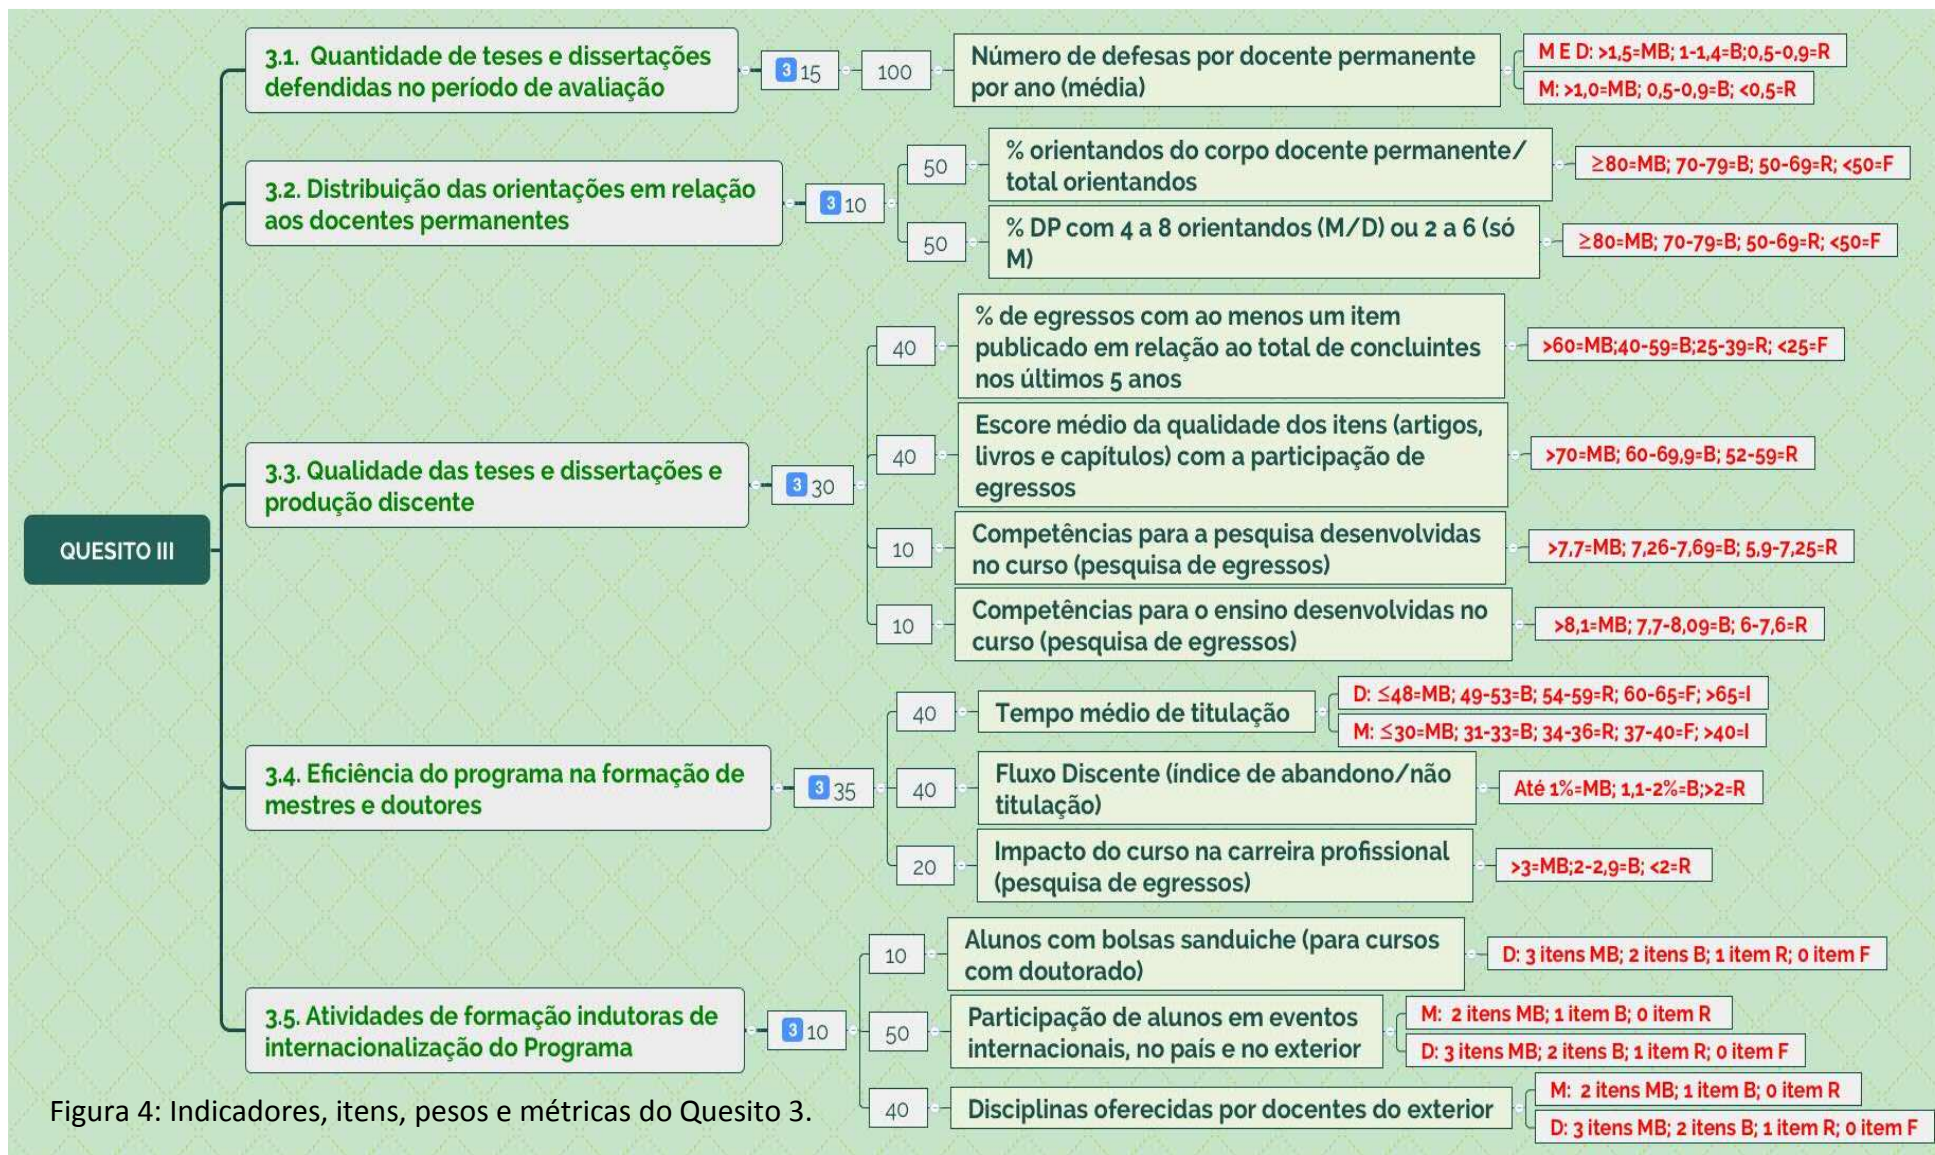 QUESITO III
3.1. Quantidade de teses e dissertações
defendidas no período de avaliação
3 15
100
Número de defesas por docente permanente
por ano (média)
M E D: >1,5=MB; 1-1,4=B;0,5-0,9=R
M: >1,0=MB; 0,5-0,9=B; <0,5=R
3.2. Distribuição das orientações em relação
aos docentes permanentes
3 10
50
% orientandos do corpo docente permanente/
total orientandos
≥80=MB; 70-79=B; 50-69=R; <50=F
50
% DP com 4 a 8 orientandos (M/D) ou 2 a 6 (só
M)
≥80=MB; 70-79=B; 50-69=R; <50=F
3.3. Qualidade das teses e dissertações e
produção discente
3 30
40
% de egressos com ao menos um item
publicado em relação ao total de concluintes
nos últimos 5 anos
>60=MB;40-59=B;25-39=R; <25=F
40
Escore médio da qualidade dos itens (artigos,
livros e capítulos) com a participação de
egressos
>70=MB; 60-69,9=B; 52-59=R
10
Competências para a pesquisa desenvolvidas
no curso (pesquisa de egressos)
>7,7=MB; 7,26-7,69=B; 5,9-7,25=R
10
Competências para o ensino desenvolvidas no
curso (pesquisa de egressos)
>8,1=MB; 7,7-8,09=B; 6-7,6=R
3.4. Eficiência do programa na formação de
mestres e doutores
3 35
40
Tempo médio de titulação
D: ≤48=MB; 49-53=B; 54-59=R; 60-65=F; >65=I
M: ≤30=MB; 31-33=B; 34-36=R; 37-40=F; >40=I
40
Fluxo Discente (índice de abandono/não
titulação)
Até 1%=MB; 1,1-2%=B;>2=R
20
Impacto do curso na carreira profissional
(pesquisa de egressos)
>3=MB;2-2,9=B; <2=R
3.5. Atividades de formação indutoras de
internacionalização do Programa
3 10
10
Alunos com bolsas sanduiche (para cursos
com doutorado)
D: 3 itens MB; 2 itens B; 1 item R; 0 item F
50
Participação de alunos em eventos
internacionais, no país e no exterior
M: 2 itens MB; 1 item B; 0 item R
D: 3 itens MB; 2 itens B; 1 item R; 0 item F
40
Disciplinas oferecidas por docentes do exterior
M: 2 itens MB; 1 item B; 0 item R
D: 3 itens MB; 2 itens B; 1 item R; 0 item F
Figura 4: Indicadores, itens, pesos e métricas do Quesito 3.